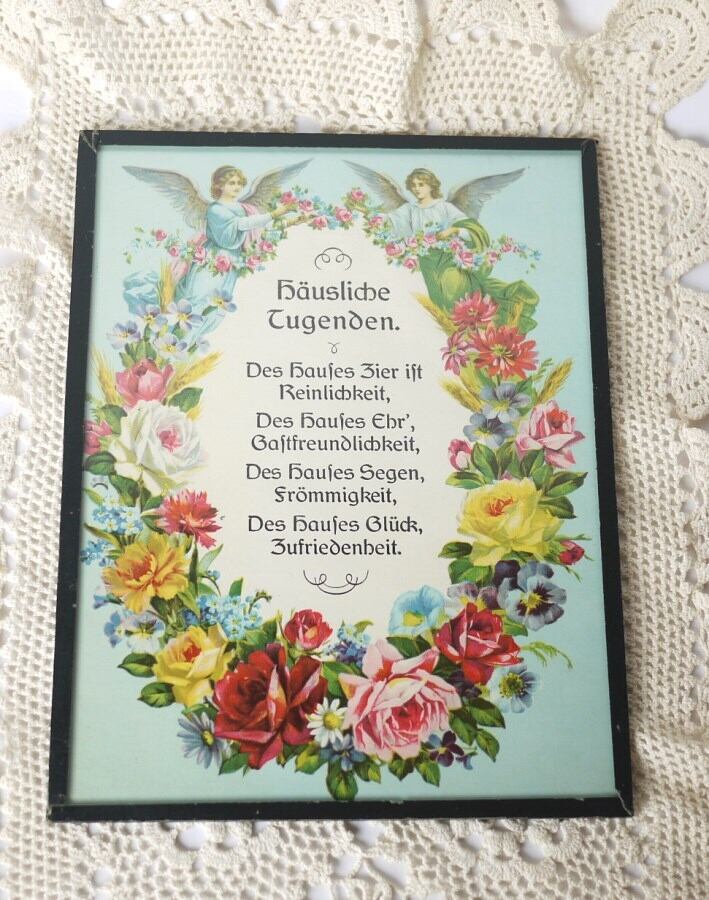 Häusliche
Tugenden.
Des Hauſes Zier iſt
Reinlichkeit,
Des Hauſes Ehr',
Gaſtfreundlichkeit,
Des Hauſes Segen,
Frömmigkeit,
Des Hauſes Glück,
Zufriedenheit.